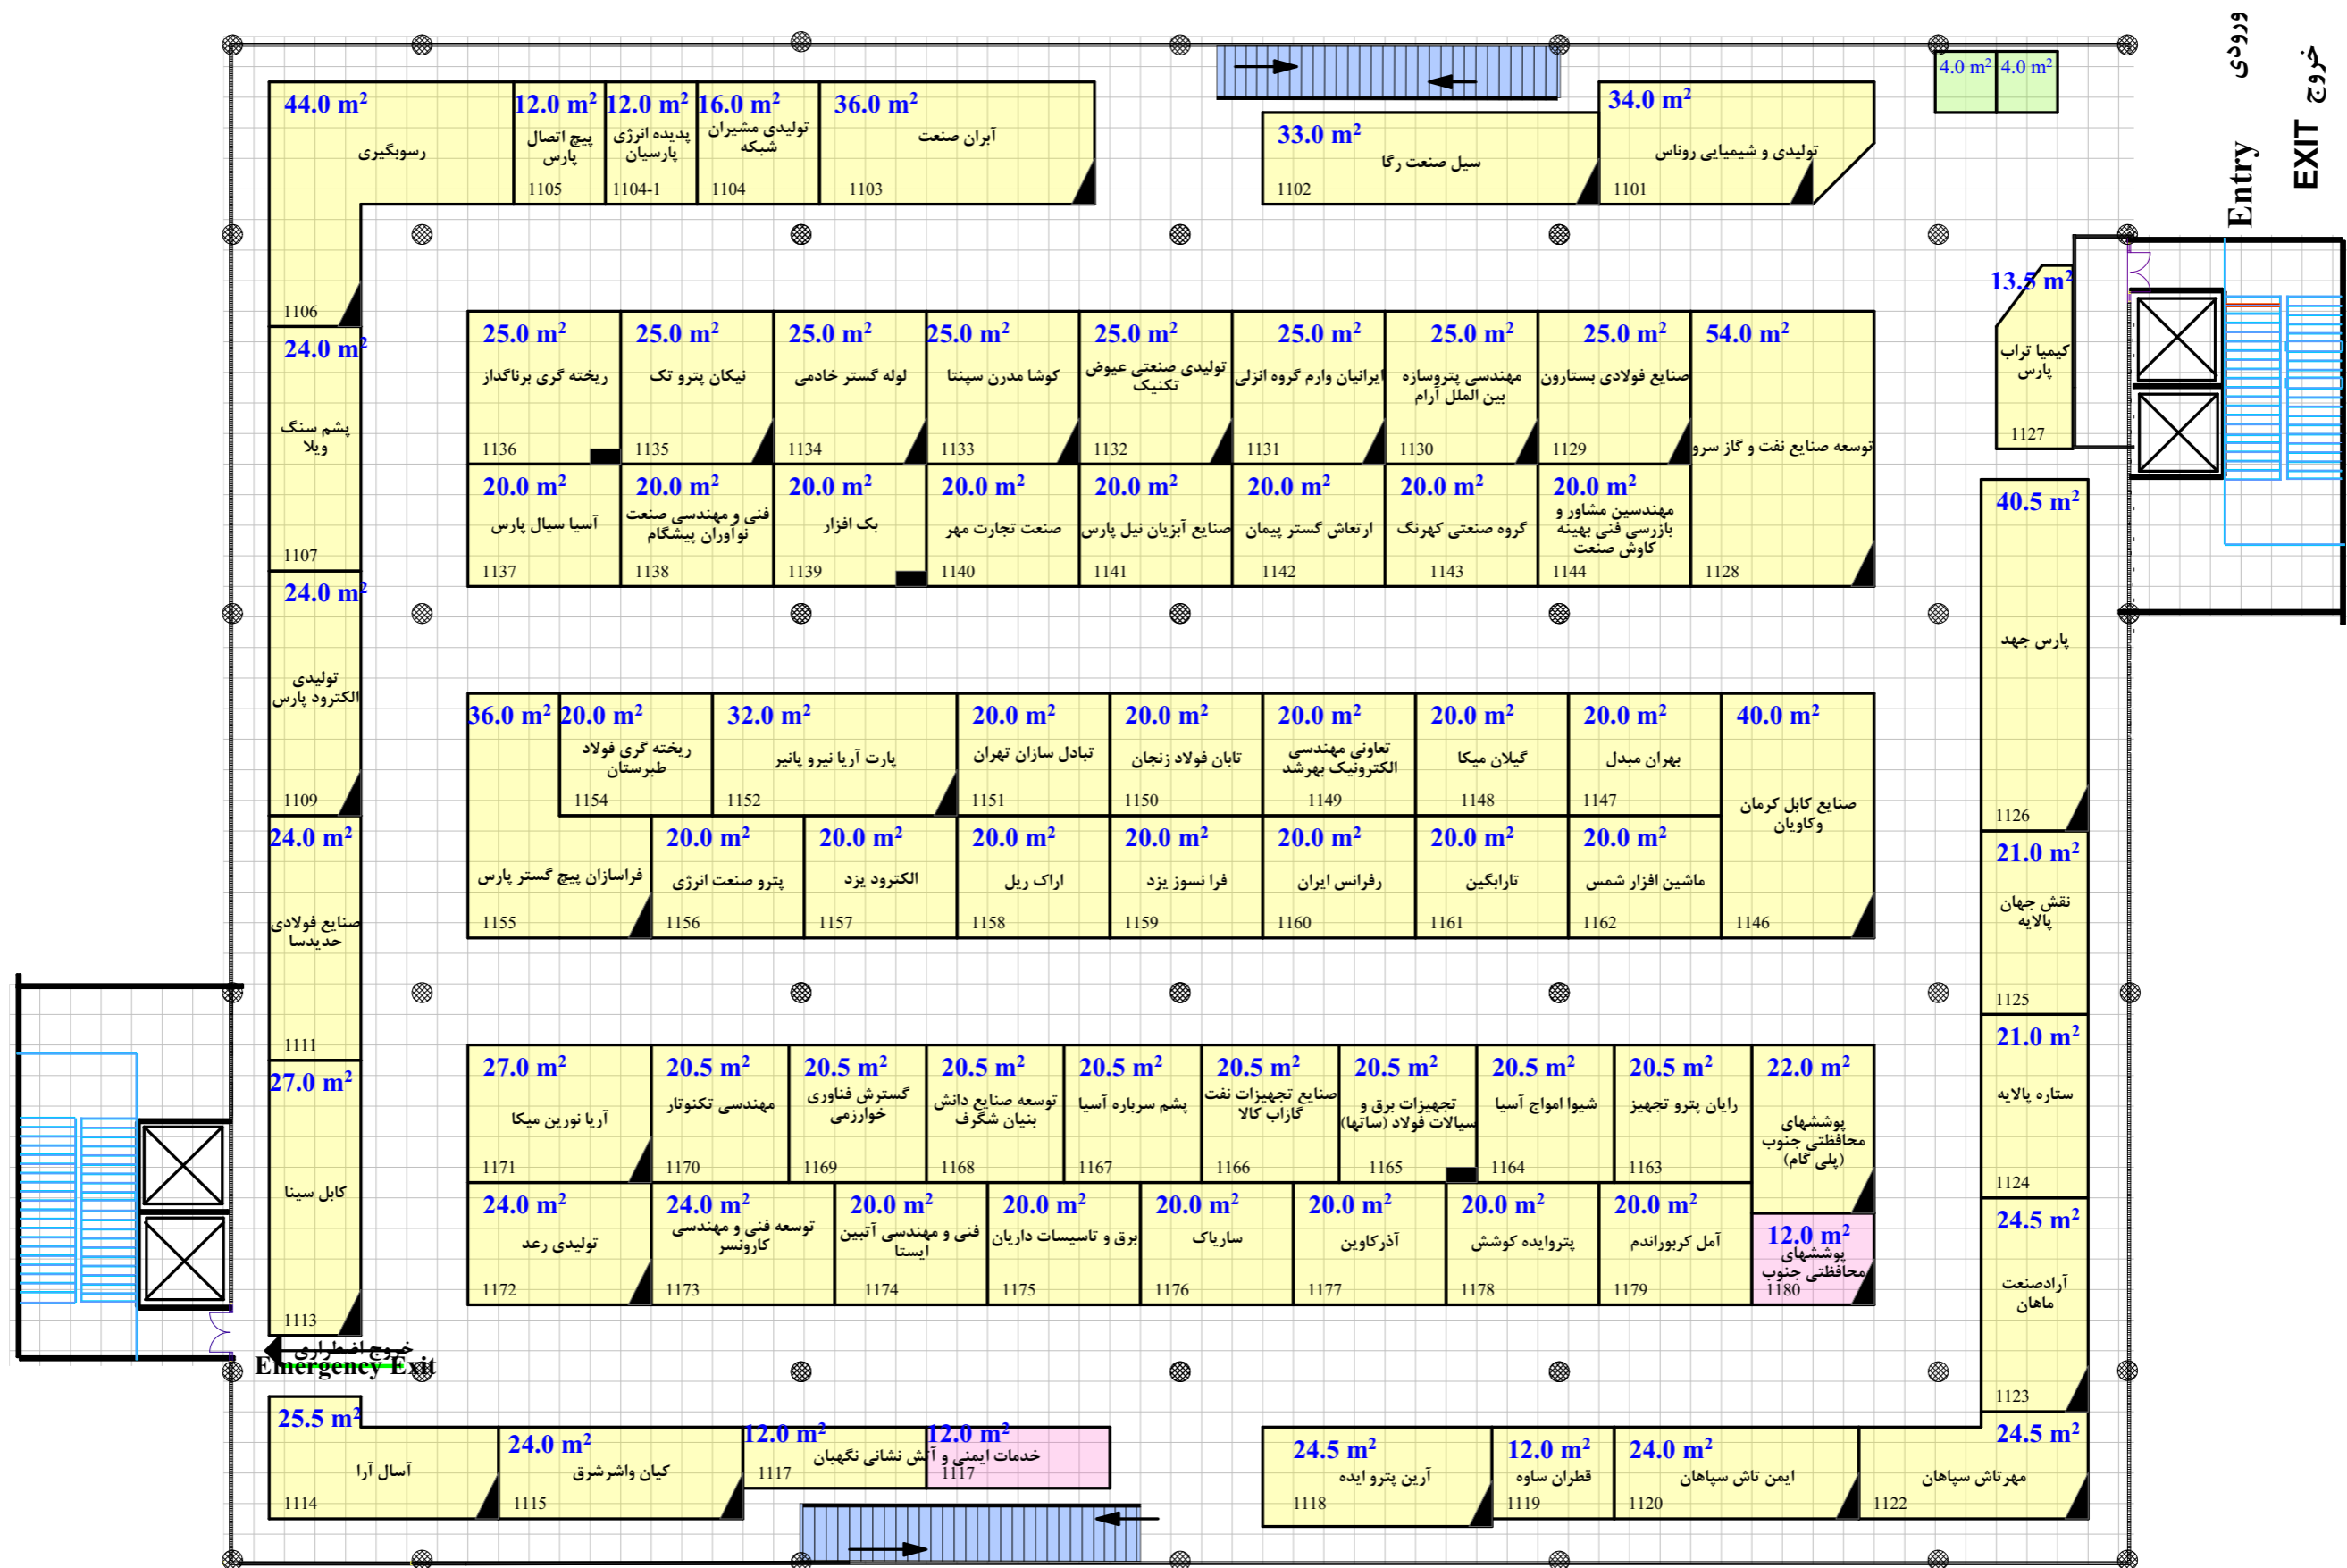 ورودی
خروج
Entry
EXIT
4.0 m²
4.0 m²
44.0 m²
رسوبگیری
1106
12.0 m²
پیچ اتصال
پارس
1105
12.0 m²
پدیده انرژی
پارسیان
1104-1
16.0 m²
تولیدی مشیران
شبکه
1104
36.0 m²
آبران صنعت
1103
33.0 m²
سیل صنعت رگا
1102
34.0 m²
تولیدی و شیمیایی روناس
1101
13.5 m²
کیمیا تراب
پارس
1127
24.0 m²
پشم سنگ
ویلا
1107
25.0 m²
ریخته گری برناگداز
1136
25.0 m²
نیکان پترو تک
1135
25.0 m²
لوله گستر خادمی
1134
25.0 m²
کوشا مدرن سپنتا
1133
25.0 m²
تولیدی صنعتی عیوض
تکنیک
1132
25.0 m²
ایرانیان وارم گروه انزلی
1131
25.0 m²
مهندسی پتروسازه
بین الملل آرام
1130
25.0 m²
صنایع فولادی بستارون
1129
54.0 m²
توسعه صنایع نفت و گاز سرو
1128
20.0 m²
آسیا سیال پارس
1137
20.0 m²
فنی و مهندسی صنعت
نوآوران پیشگام
1138
20.0 m²
بک افزار
1139
20.0 m²
صنعت تجارت مهر
1140
20.0 m²
صنایع آبزیان نیل پارس
1141
20.0 m²
ارتعاش گستر پیمان
1142
20.0 m²
گروه صنعتی کهرنگ
1143
20.0 m²
مهندسین مشاور و
بازرسی فنی بهینه
کاوش صنعت
1144
40.5 m²
پارس جهد
1126
24.0 m²
تولیدی
الکترود پارس
1109
36.0 m²
فراسازان پیچ گستر پارس
1155
20.0 m²
ریخته گری فولاد
طبرستان
1154
32.0 m²
پارت آریا نیرو پانیر
1152
20.0 m²
تبادل سازان تهران
1151
20.0 m²
تابان فولاد زنجان
1150
20.0 m²
تعاونی مهندسی
الکترونیک بهرشد
1149
20.0 m²
گیلان میکا
1148
20.0 m²
بهران مبدل
1147
40.0 m²
صنایع کابل کرمان
وکاویان
1146
24.0 m²
صنایع فولادی
حدیدسا
1111
20.0 m²
پترو صنعت انرژی
1156
20.0 m²
الکترود یزد
1157
20.0 m²
اراک ریل
1158
20.0 m²
فرا نسوز یزد
1159
20.0 m²
رفرانس ایران
1160
20.0 m²
تارابگین
1161
20.0 m²
ماشین افزار شمس
1162
21.0 m²
نقش جهان
پالایه
1125
21.0 m²
ستاره پالایه
1124
27.0 m²
کابل سینا
1113
27.0 m²
آریا نورین میکا
1171
20.5 m²
مهندسی تکنوتار
1170
20.5 m²
گسترش فناوری
خوارزمی
1169
20.5 m²
توسعه صنایع دانش
بنیان شگرف
1168
20.5 m²
پشم سرباره آسیا
1167
20.5 m²
صنایع تجهیزات نفت
گازاب کالا
1166
20.5 m²
تجهیزات برق و
سیالات فولاد (ساتها)
1165
20.5 m²
شیوا امواج آسیا
1164
20.5 m²
رایان پترو تجهیز
1163
22.0 m²
پوششهای
محافظتی جنوب
(پلی گام)
24.0 m²
تولیدی رعد
1172
24.0 m²
توسعه فنی و مهندسی
کارونسر
1173
20.0 m²
فنی و مهندسی آتبین
ایستا
1174
20.0 m²
برق و تاسیسات داریان
1175
20.0 m²
ساریاک
1176
20.0 m²
آذرکاوین
1177
20.0 m²
پتروایده کوشش
1178
20.0 m²
آمل کربوراندم
1179
12.0 m²
پوششهای
محافظتی جنوب
1180
24.5 m²
آرادصنعت
ماهان
1123
خروج اضطراری
Emergency Exit
25.5 m²
آسال آرا
1114
24.0 m²
کیان واشرشرق
1115
12.0 m²
12.0 m²
خدمات ایمنی و آتش نشانی نگهبان
1117
1117
24.5 m²
آرین پترو ایده
1118
12.0 m²
قطران ساوه
1119
24.0 m²
ایمن تاش سپاهان
1120
24.5 m²
مهرتاش سپاهان
1122